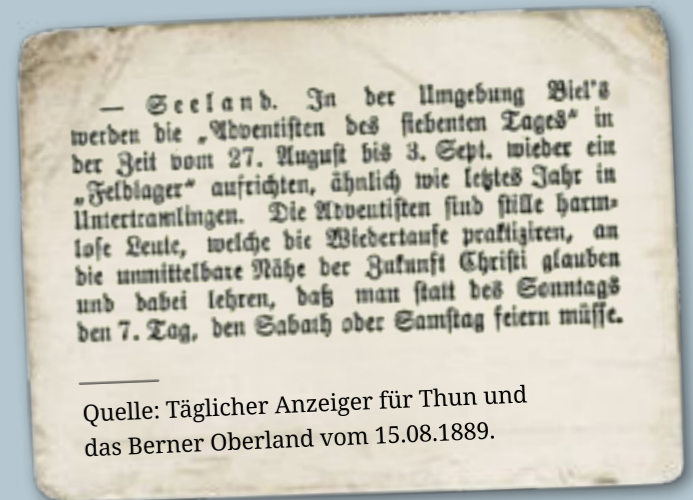 — Seeland. In der Umgebung Biel's
werden die „Adventisten des siebenten Tages" in
der Zeit vom 27. August bis 3. Sept. wieder ein
„Feldlager" aufrichten, ähnlich wie letztes Jahr in
Untertramlingen. Die Adventisten sind stille harm-
lose Leute, welche die Wiedertaufe praktiziren, an
die unmittelbare Nähe der Zukunft Christi glauben
und dabei lehren, daß man statt des Sonntags
den 7. Tag, den Sabath oder Samstag feiern müsse.
Quelle: Täglicher Anzeiger für Thun und
das Berner Oberland vom 15.08.1889.